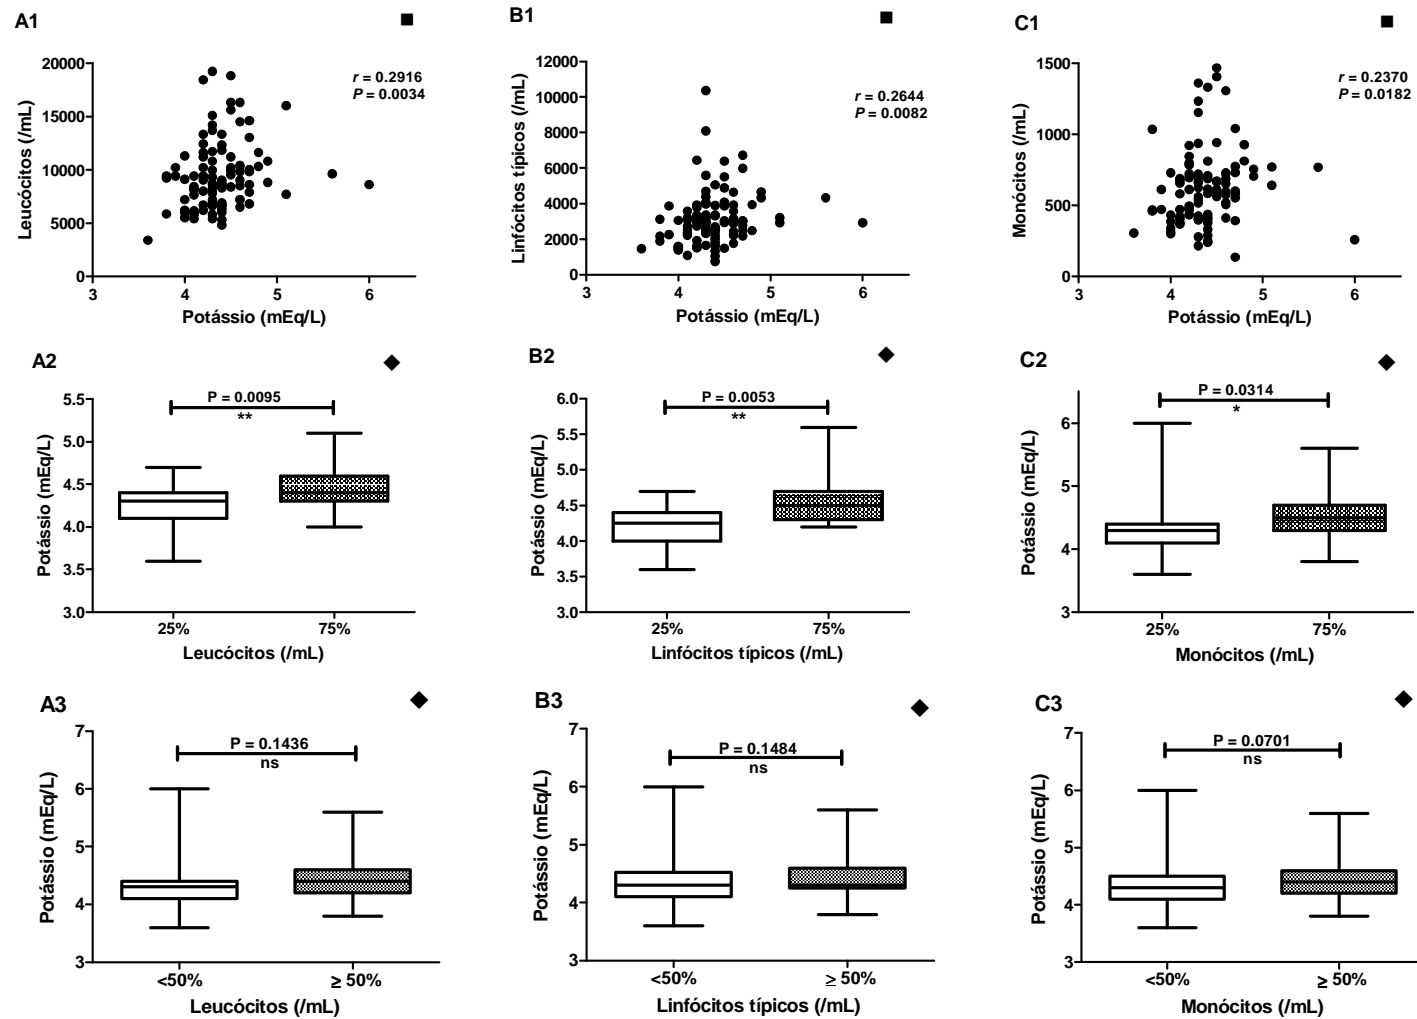 A1
r = 0.2916
P = 0.0034
20000
15000
10000
5000
0
3
4
5
6
Leucócitos (/mL)
Potássio (mEq/L)
B1
r = 0.2644
P = 0.0082
12000
10000
8000
6000
4000
2000
0
3
4
5
6
Linfócitos típicos (/mL)
Potássio (mEq/L)
C1
r = 0.2370
P = 0.0182
1500
1000
500
0
3
4
5
6
Monócitos (/mL)
Potássio (mEq/L)
A2
P = 0.0095
**
5.5
5.0
4.5
4.0
3.5
3.0
25%
75%
Potássio (mEq/L)
Leucócitos (/mL)
B2
P = 0.0053
**
6.0
5.5
5.0
4.5
4.0
3.5
3.0
25%
75%
Potássio (mEq/L)
Linfócitos típicos (/mL)
C2
P = 0.0314
*
6
5
4
3
25%
75%
Potássio (mEq/L)
Monócitos (/mL)
A3
P = 0.1436
ns
7
6
5
4
3
<50%
≥ 50%
Potássio (mEq/L)
Leucócitos (/mL)
B3
P = 0.1484
ns
7
6
5
4
3
<50%
≥ 50%
Potássio (mEq/L)
Linfócitos típicos (/mL)
C3
P = 0.0701
ns
7
6
5
4
3
<50%
≥ 50%
Potássio (mEq/L)
Monócitos (/mL)